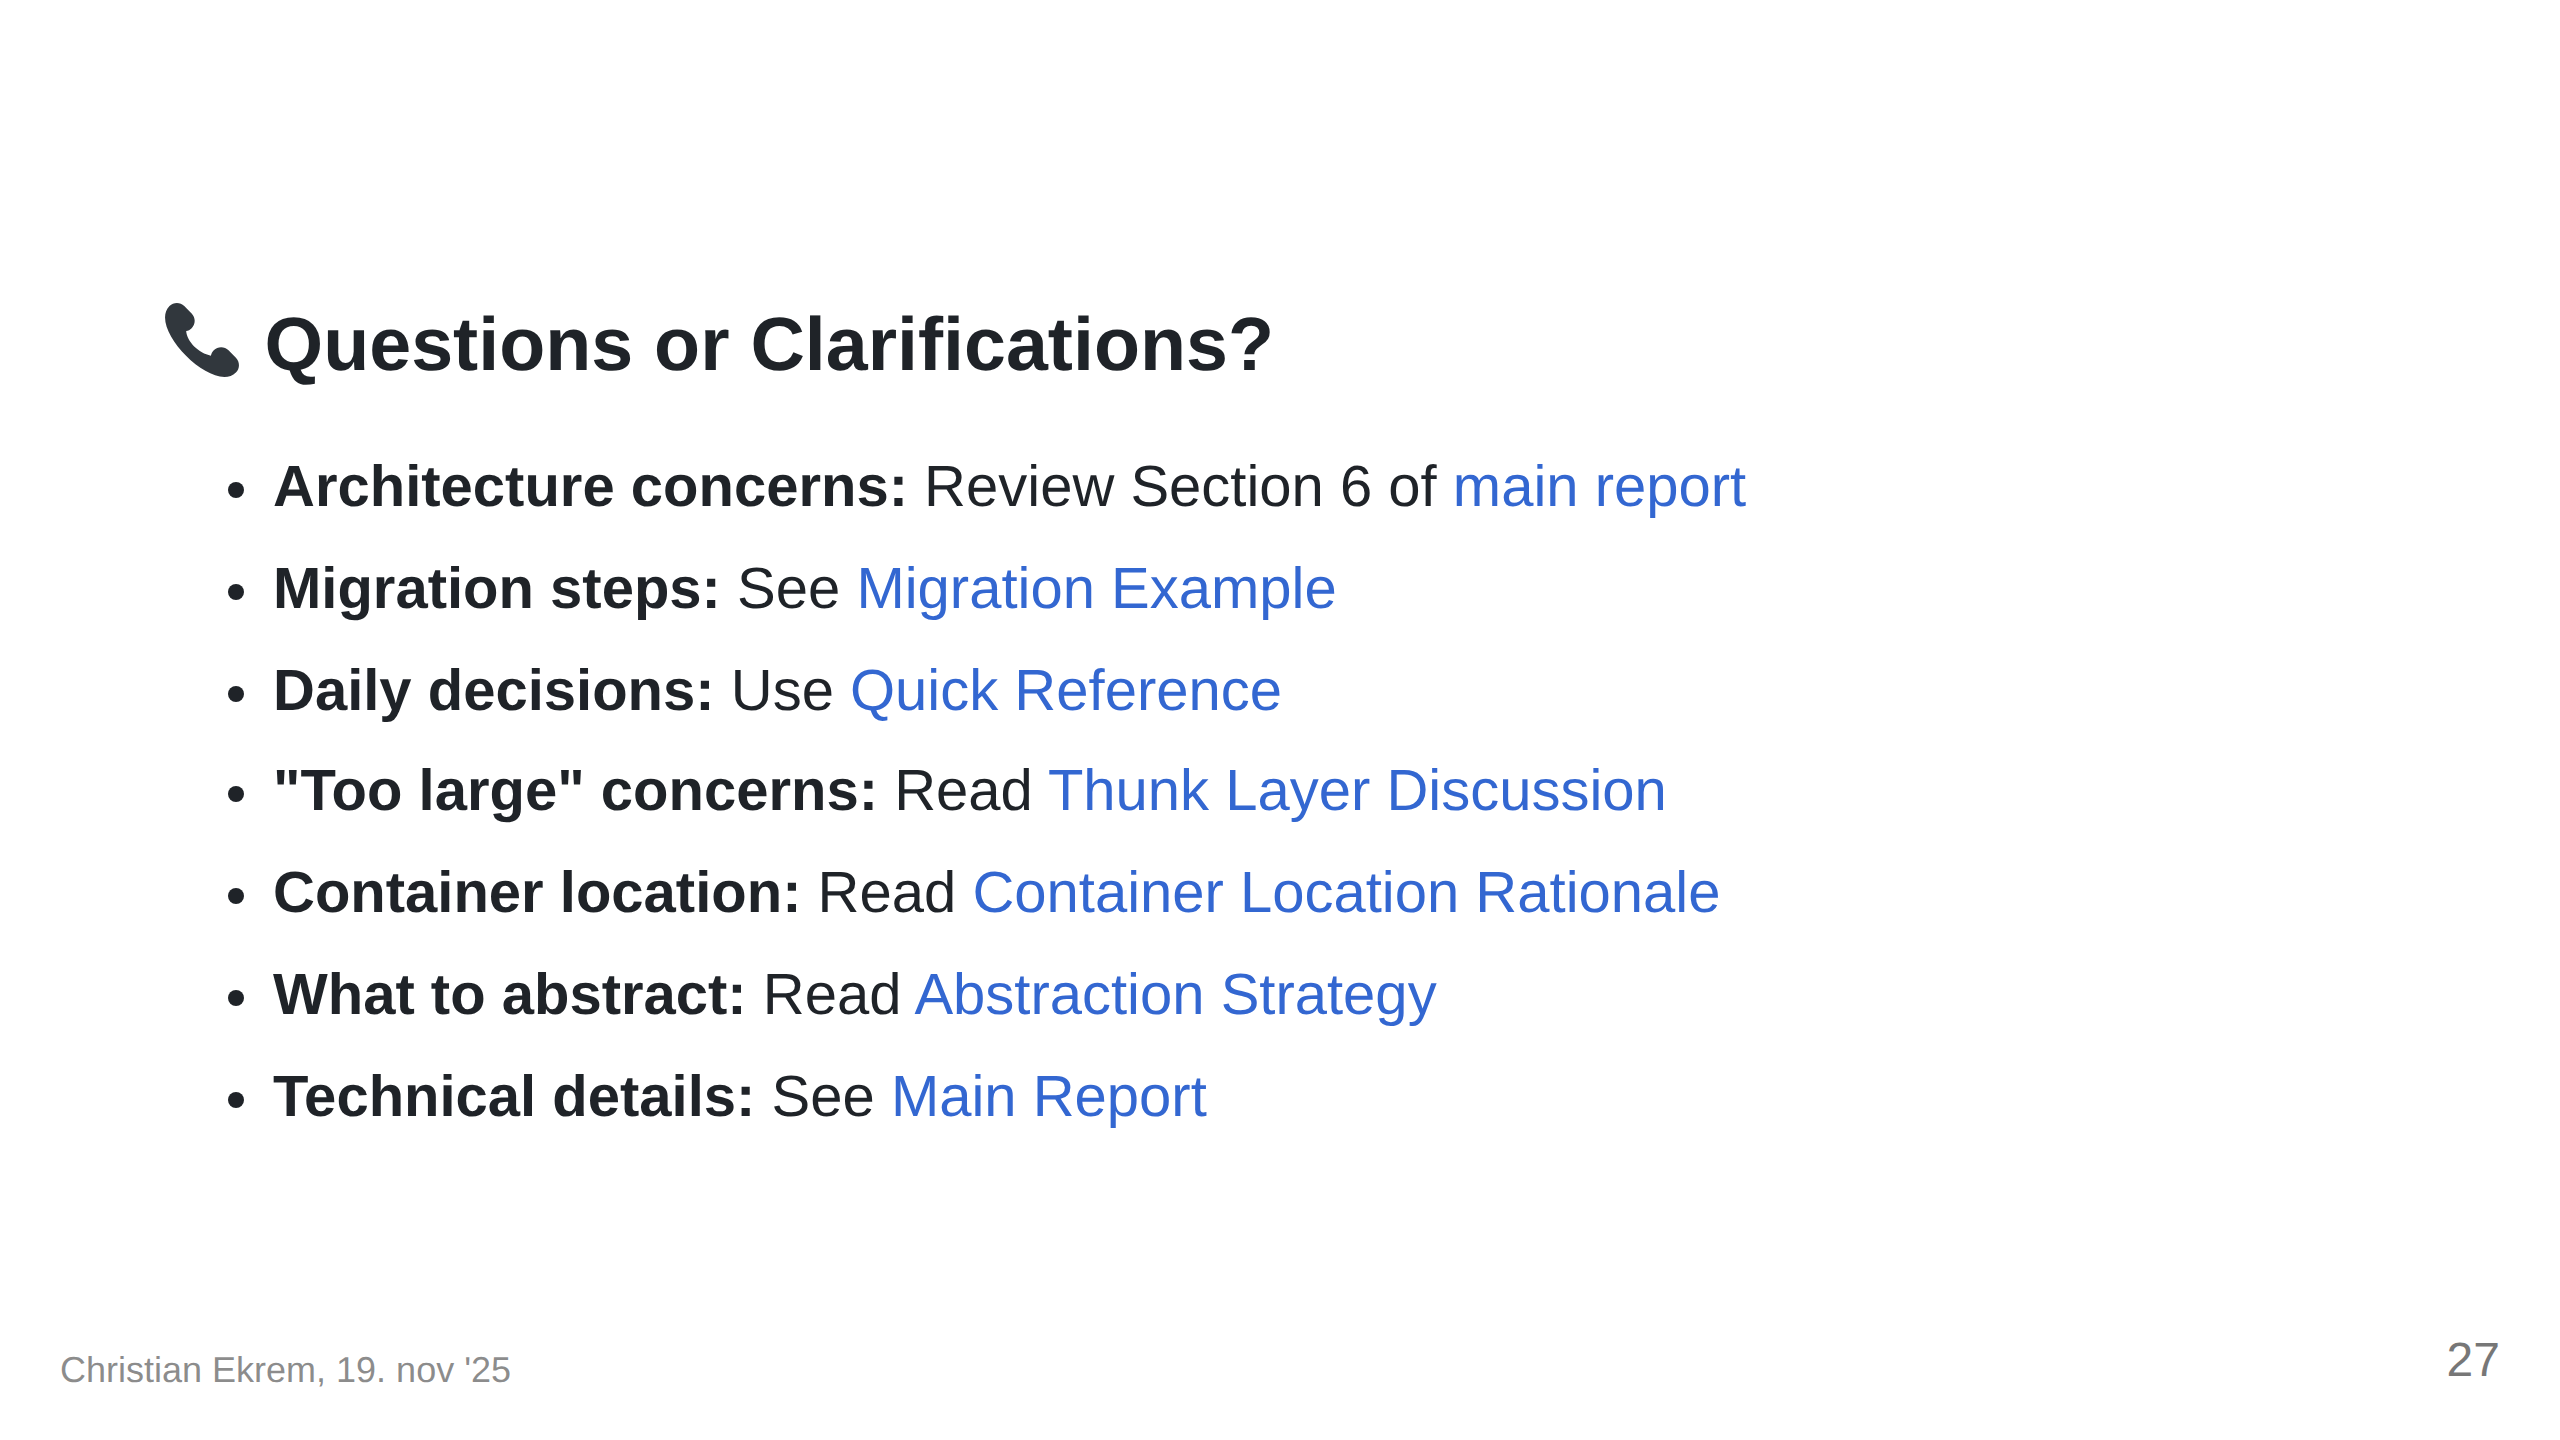 Questions or Clarifications?
• Architecture concerns: Review Section 6 of main report
• Migration steps: See Migration Example
• Daily decisions: Use Quick Reference
• "Too large" concerns: Read Thunk Layer Discussion
• Container location: Read Container Location Rationale
• What to abstract: Read Abstraction Strategy
• Technical details: See Main Report
Christian Ekrem, 19. nov '25
27